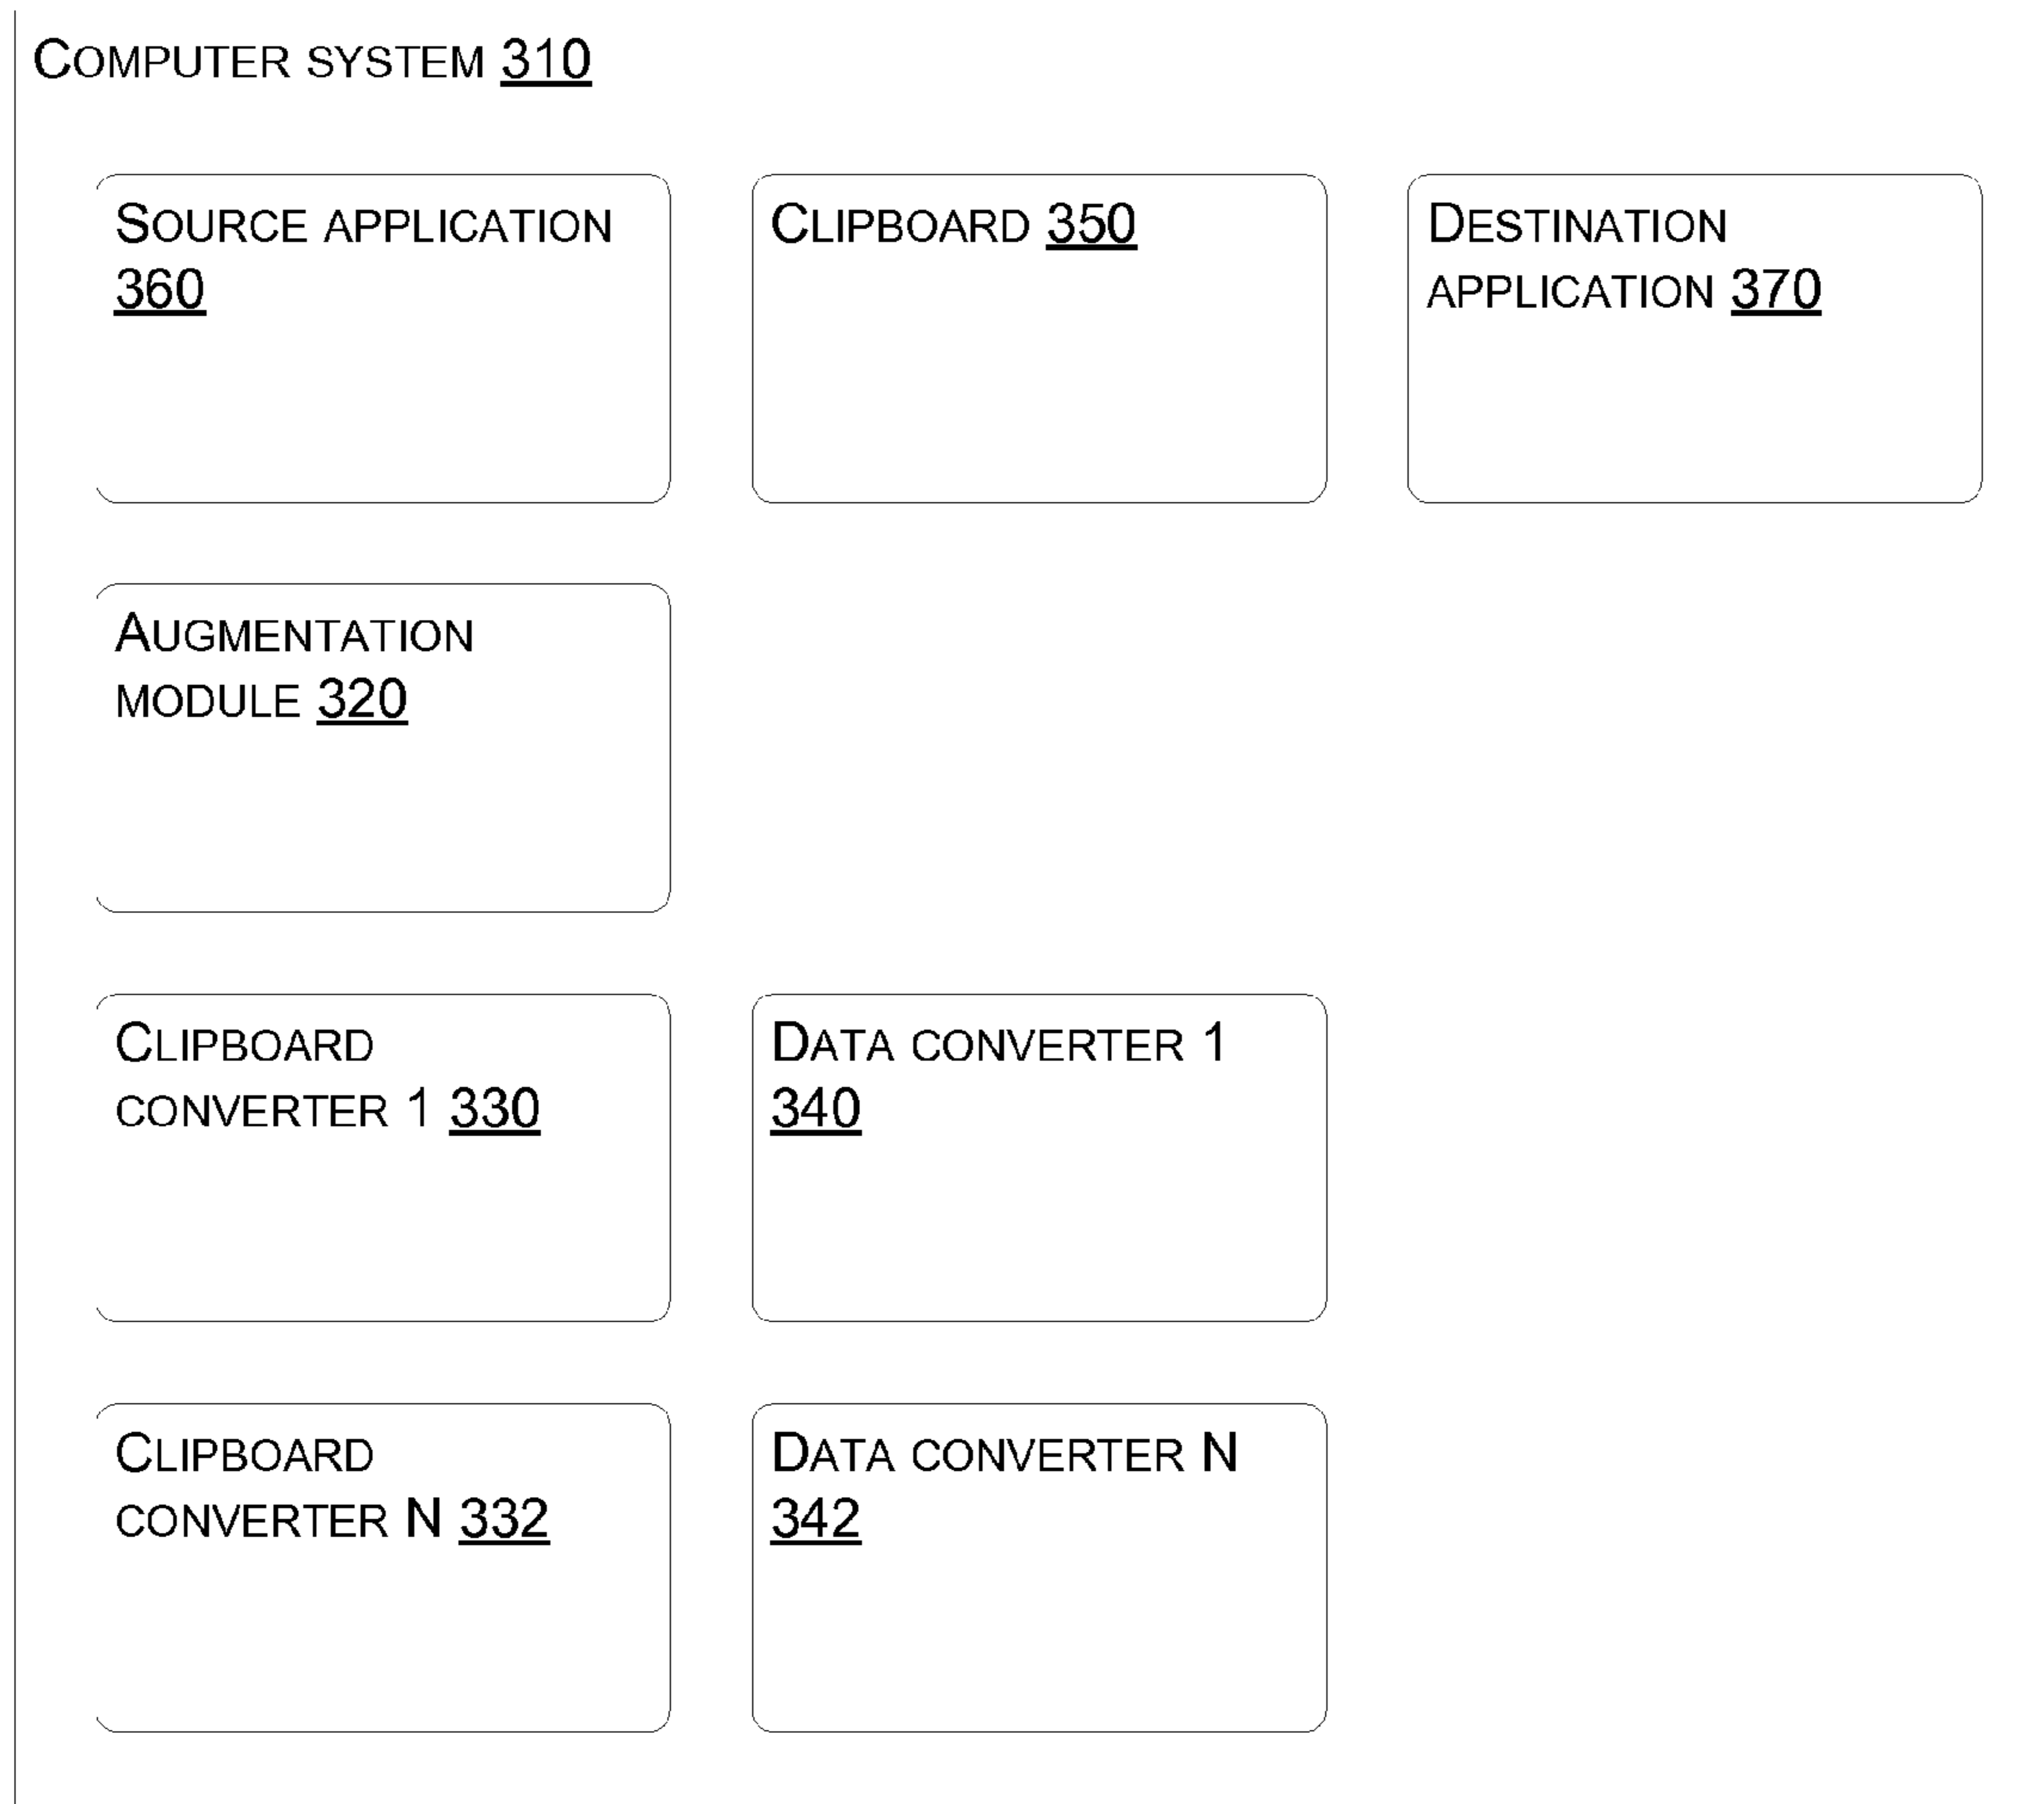 Computer system 310
Source application
360
Clipboard 350
Destination
application 370
Augmentation
module 320
Clipboard
converter 1 330
Data converter 1
340
Clipboard
converter N 332
Data converter N
342